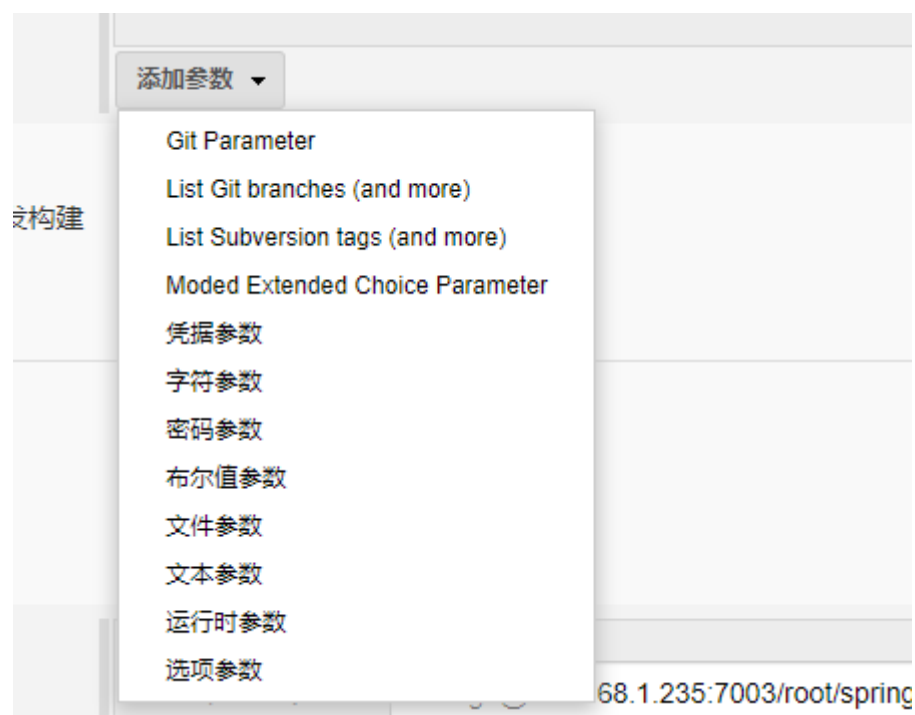 添加参数
Git Parameter
List Git branches (and more)
发构建
List Subversion tags (and more)
Moded Extended Choice Parameter
凭据参数
字符参数
密码参数
布尔值参数
文件参数
文本参数
运行时参数
选项参数
68.1.235:7003/root/spring